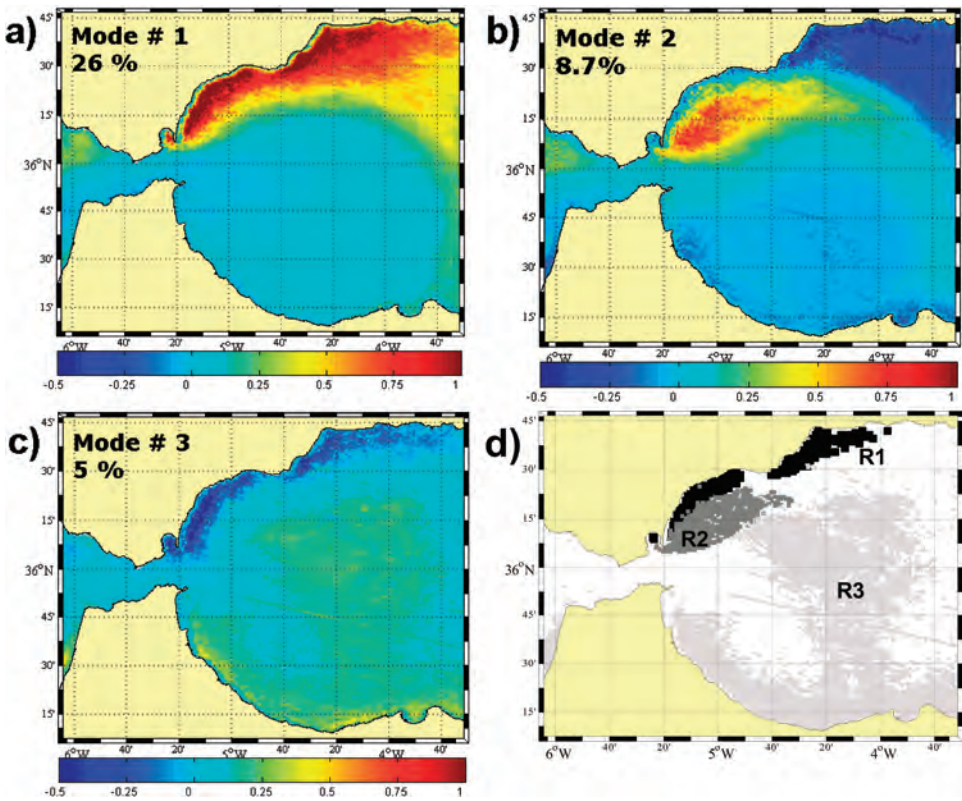 a)
Mode # 1
26 %
45'
30'
15'
36°N
45'
30'
15'
6°W
40'
20'
5°W
40'
20'
4°W
40'
-0.5
-0.25
0
0.25
0.5
0.75
1
b)
Mode # 2
8.7%
45'
30'
15'
36°N
45'
30'
15'
6°W
40'
20'
5°W
40'
20'
4°W
40'
-0.5
-0.25
0
0.25
0.5
0.75
1
c)
Mode # 3
5 %
45'
30'
15'
36°N
45'
30'
15'
6°W
40'
20'
5°W
40'
20'
4°W
40'
-0.5
-0.25
0
0.25
0.5
0.75
1
d)
R1
R2
R3
45'
30'
15'
36°N
45'
30'
15'
6°W
40'
20'
5°W
40'
20'
4°W
40'